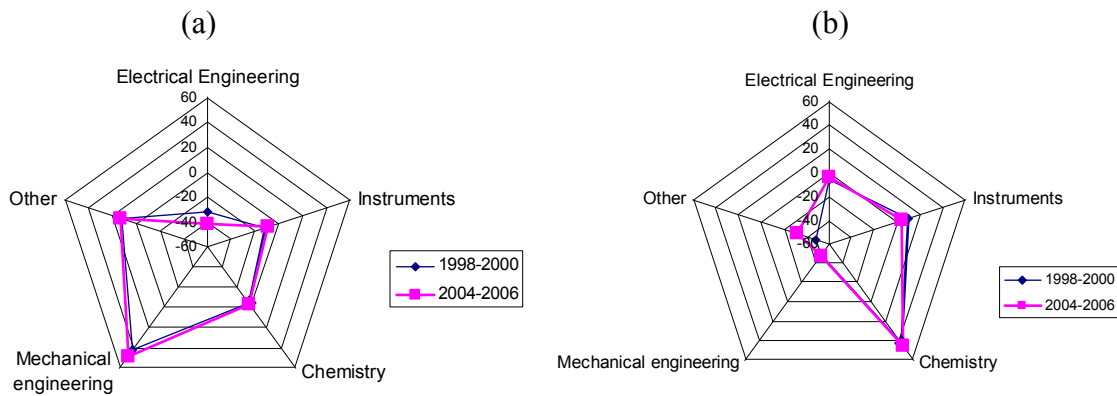 (a)
Electrical Engineering
60
40
20
0
-20
-40
-60
Other
Instruments
Mechanical
engineering
Chemistry
1998-2000
2004-2006
(b)
Electrical Engineering
60
40
20
0
-20
-40
-60
Other
Instruments
Mechanical engineering
Chemistry
1998-2000
2004-2006